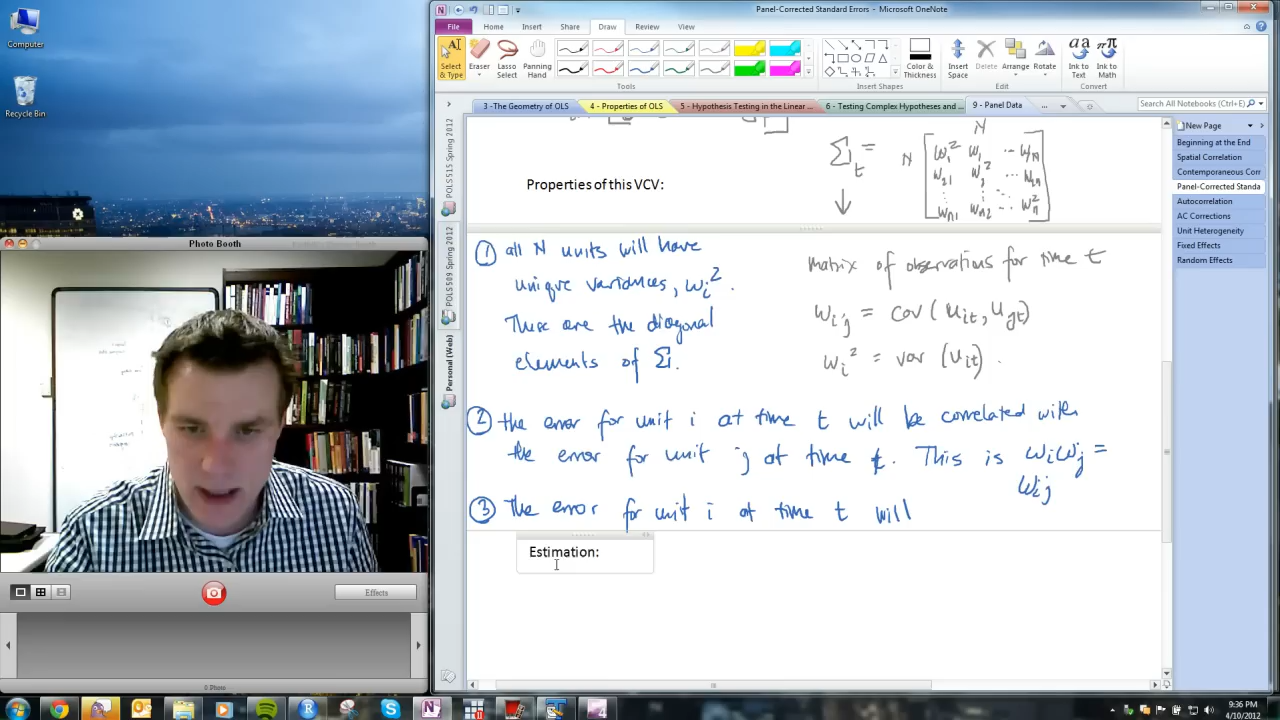 Computer
Recycle Bin
Panel-Corrected Standard Errors - Microsoft OneNote
File
Home
Insert
Share
Draw
Review
View
Select & Type
Eraser
Lasso Select
Panning Hand
Color & Thickness
Insert Space
Delete
Arrange
Rotate
Ink to Text
Ink to Math
Tools
Insert Shapes
Edit
Convert
3 -The Geometry of OLS
4 - Properties of OLS
5 - Hypothesis Testing in the Linear ...
6 - Testing Complex Hypotheses and ...
9 - Panel Data
Search All Notebooks (Ctrl+E)
New Page
Beginning at the End
Spatial Correlation
Contemporaneous Corr
Panel-Corrected Standa
Autocorrelation
AC Corrections
Unit Heterogeneity
Fixed Effects
Random Effects
POLS 515 Spring 2012
POLS 509 Spring 2012
Personal (Web)
Properties of this VCV:
Σt =
N
N
① all N units will have
unique variances, ωi².
These are the diagonal
elements of Σ.
matrix of observations for time t
ωij = cov(uit, ujt)
ωi² = var(uit).
② the error for unit i at time t will be correlated with
the error for unit j at time t. This is ωiωj =
ωij
③ The error for unit i at time t will
Estimation:
Photo Booth
Effects
0 Photo
9:36 PM
4/10/2012